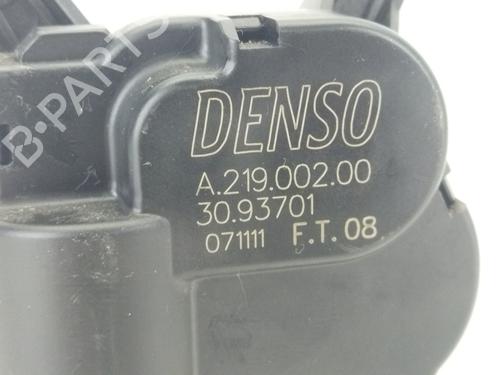 DENSO
A.219.002.00
30.93701
071111 F.T. 08
B-PARTS